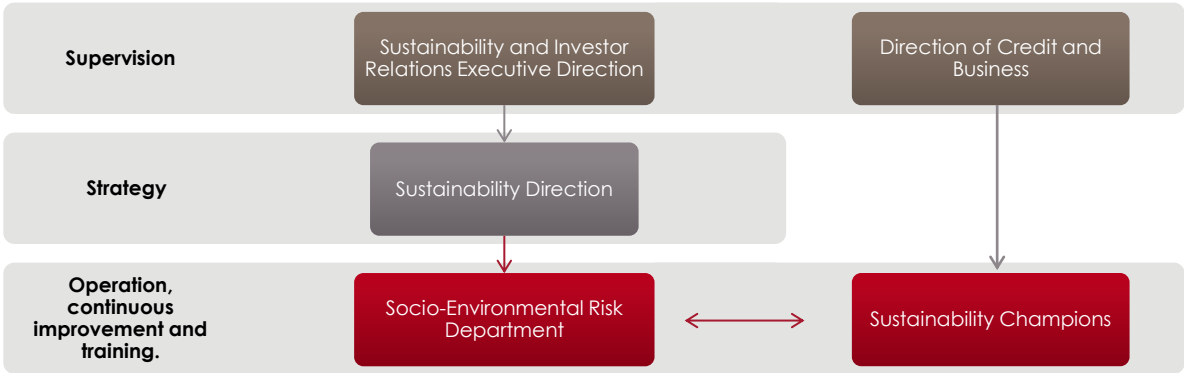 Supervision
Sustainability and Investor
Relations Executive Direction
Direction of Credit and
Business
Strategy
Sustainability Direction
Operation,
continuous
improvement and
training.
Socio-Environmental Risk
Department
Sustainability Champions